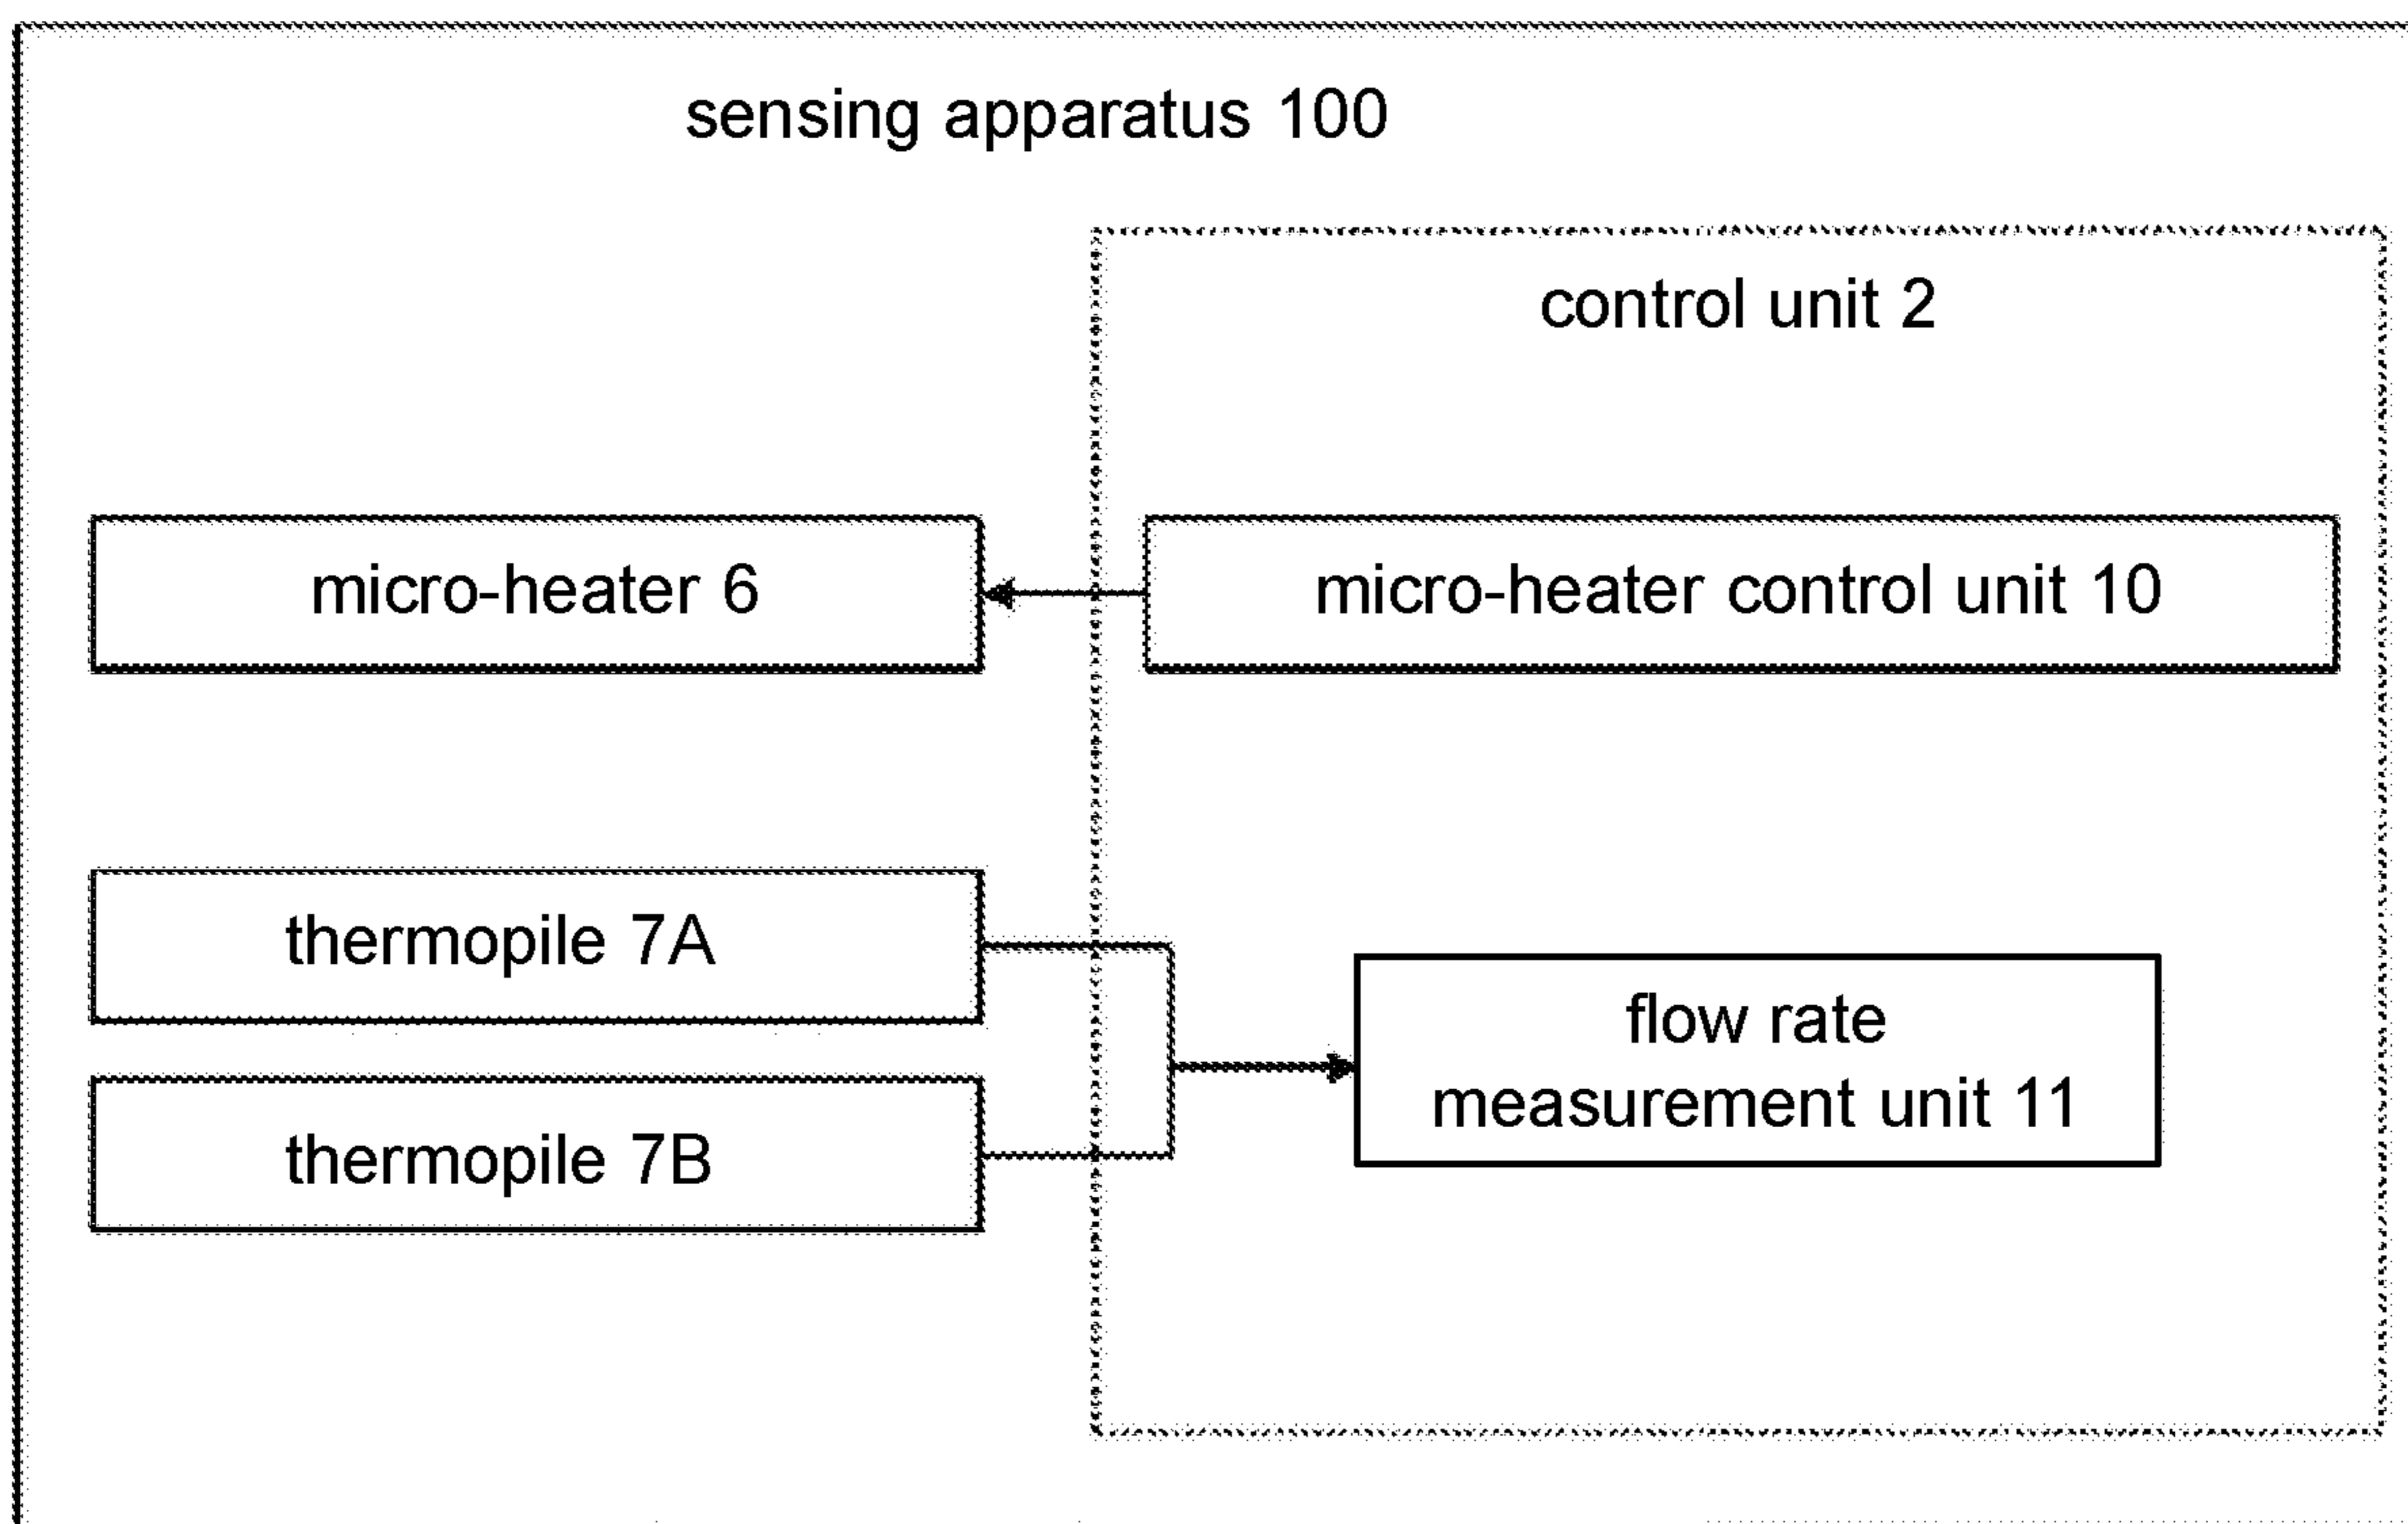 sensing apparatus 100
control unit 2
micro-heater 6
micro-heater control unit 10
thermopile 7A
flow rate
measurement unit 11
thermopile 7B